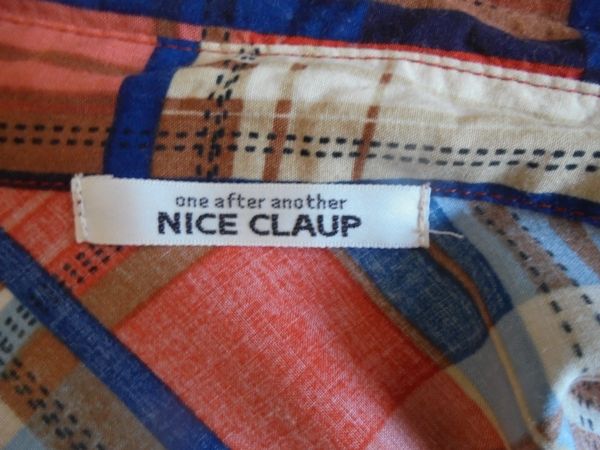 one after another
NICE CLAUP